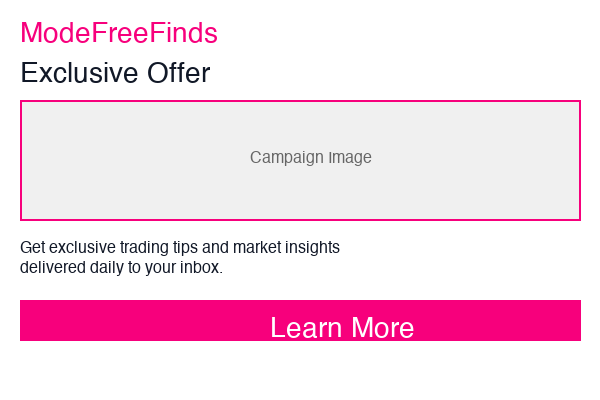 ModeFreeFinds
Exclusive Offer
Campaign Image
Get exclusive trading tips and market insights
delivered daily to your inbox.
Learn More